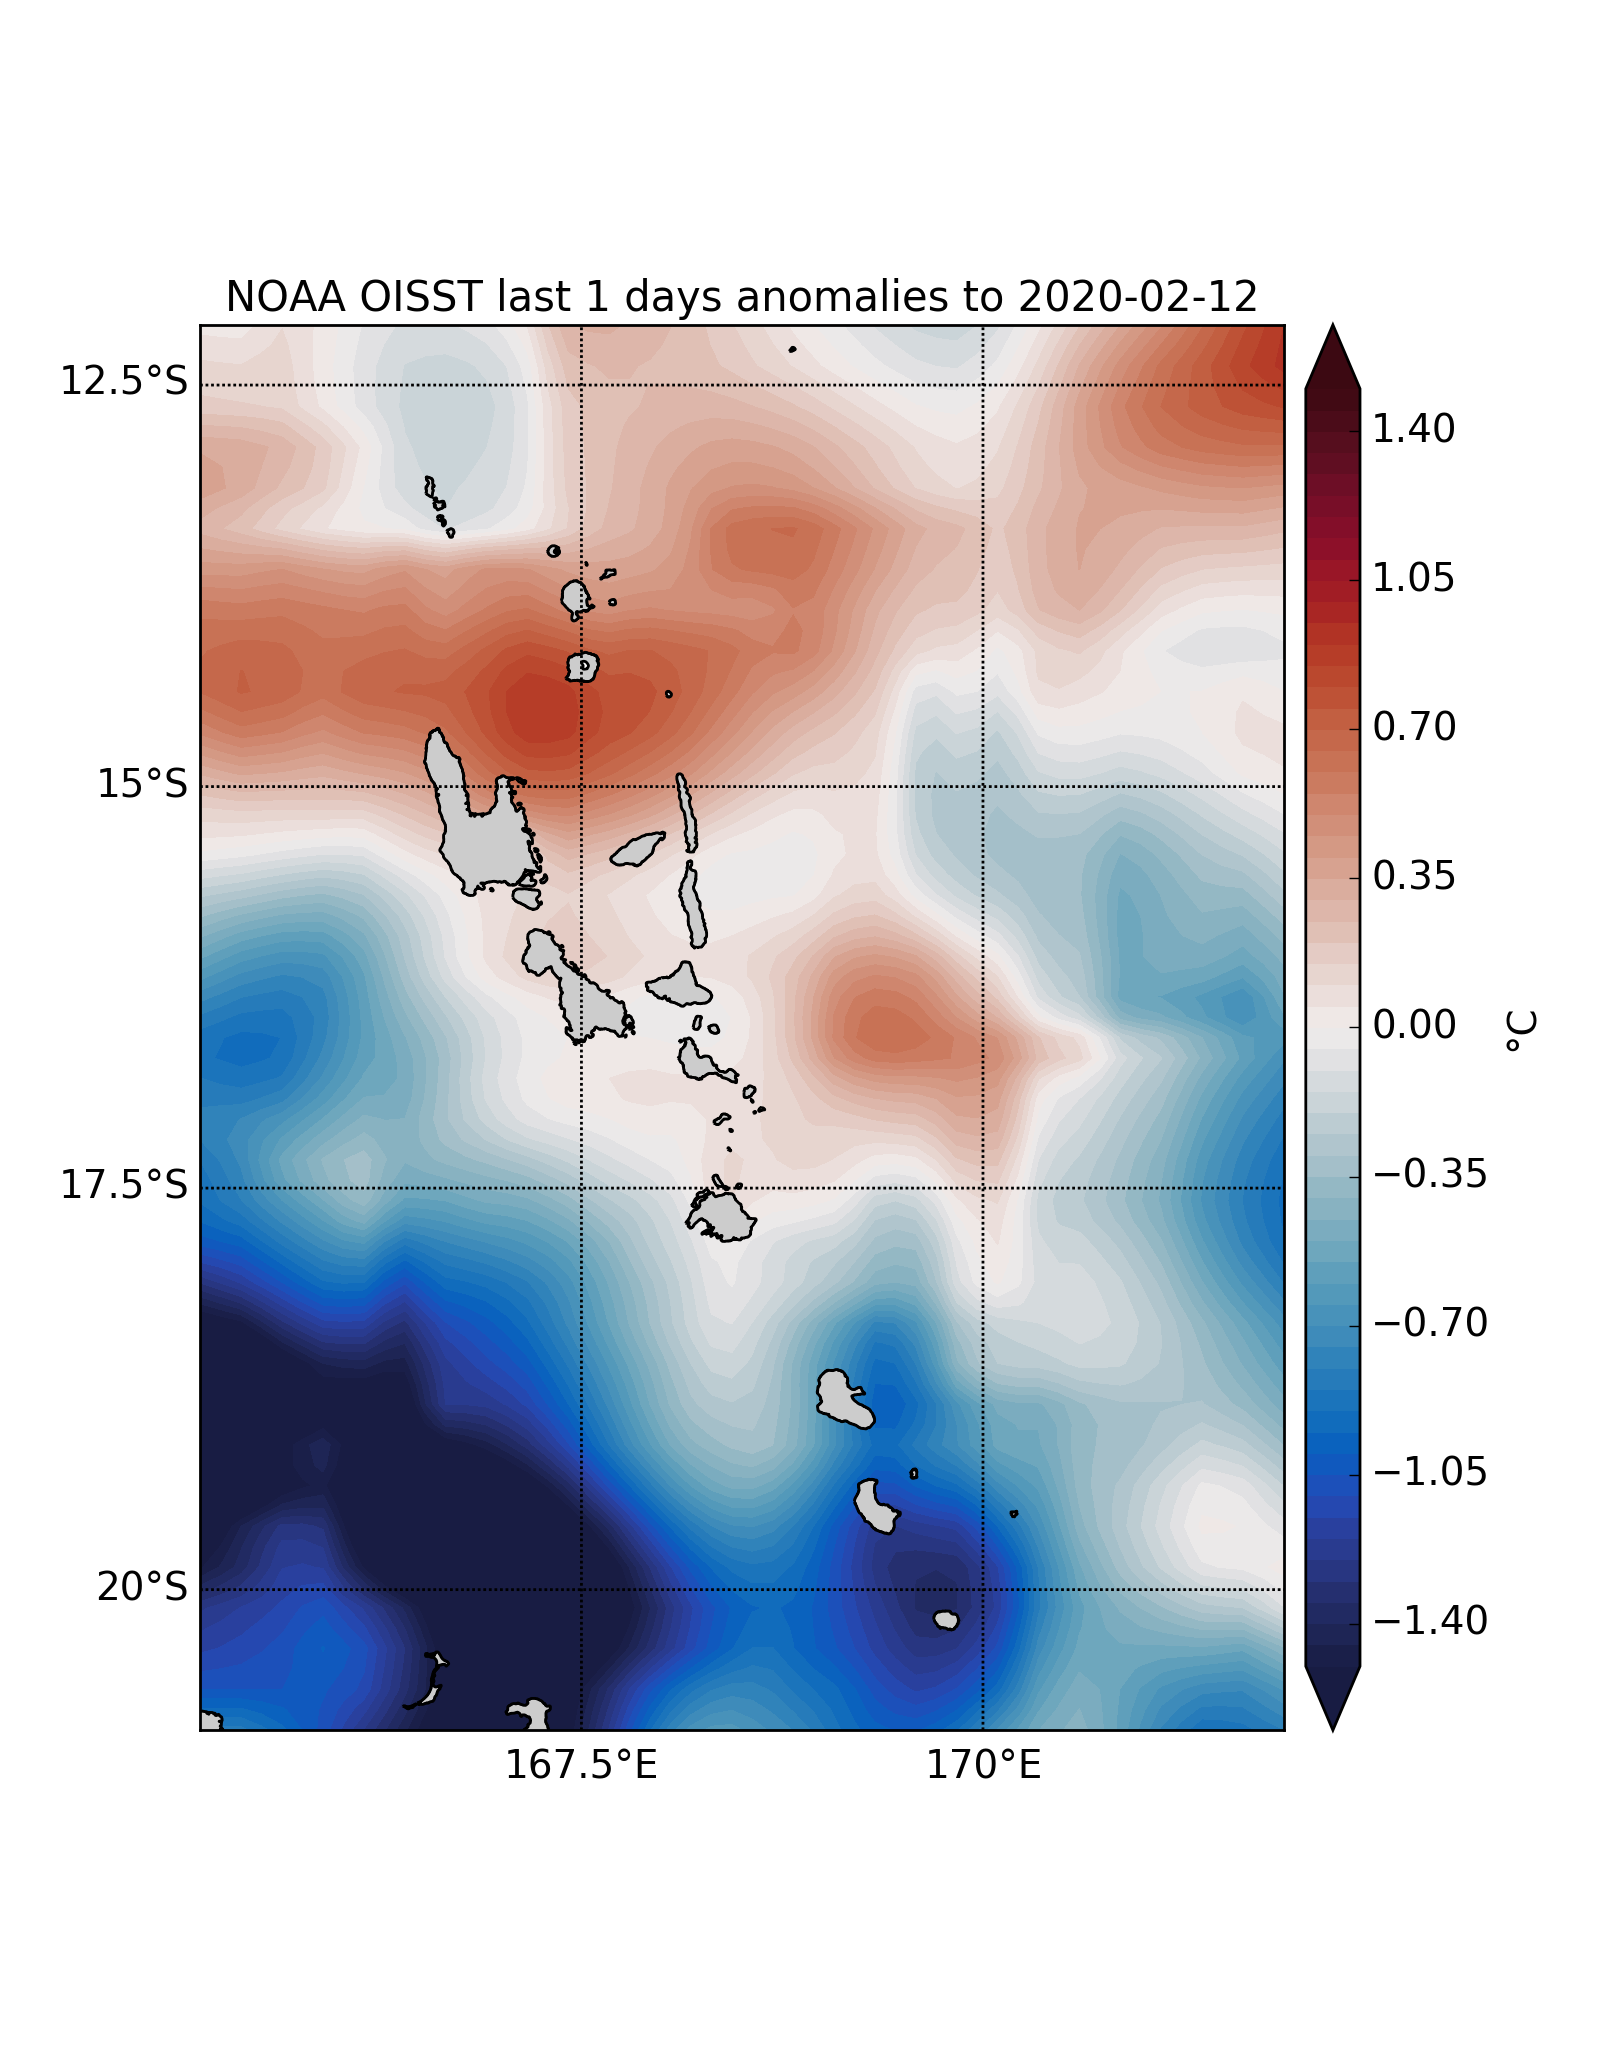 NOAA OISST last 1 days anomalies to 2020-02-12
12.5°S
15°S
17.5°S
20°S
167.5°E
170°E
1.40
1.05
0.70
0.35
0.00
−0.35
−0.70
−1.05
−1.40
°C